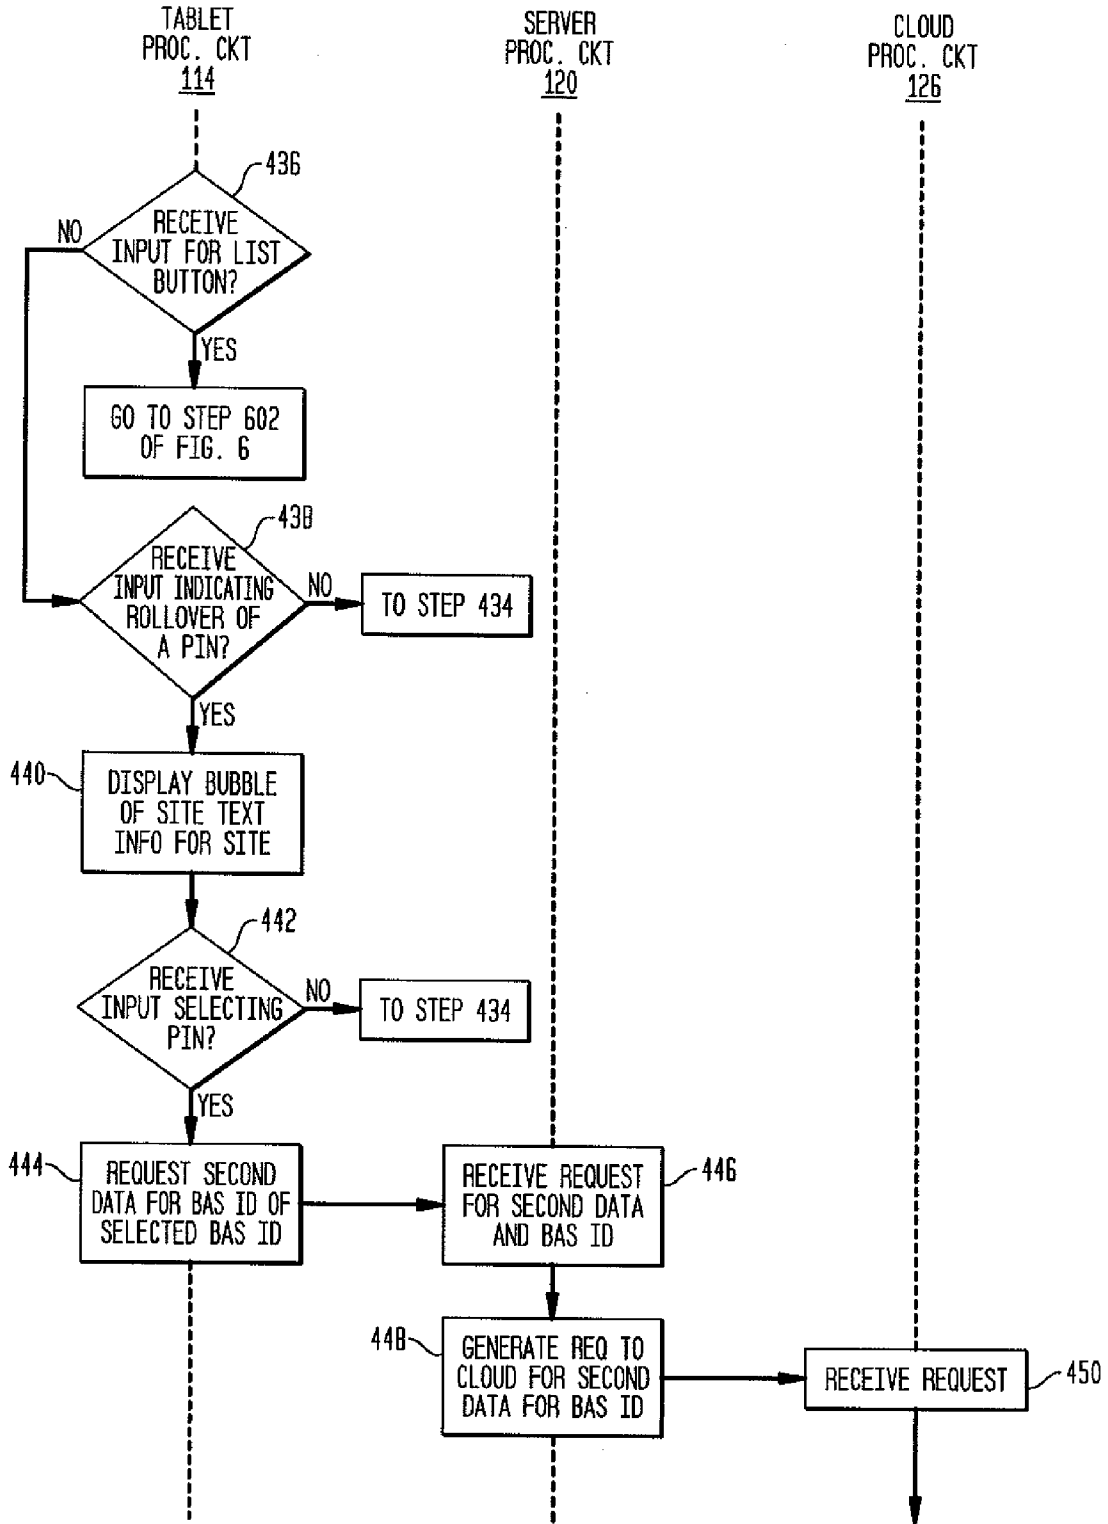 TABLET
PROC. CKT
114
SERVER
PROC. CKT
120
CLOUD
PROC. CKT
126
436
RECEIVE
INPUT FOR LIST
BUTTON?
NO
YES
GO TO STEP 602
OF FIG. 6
438
RECEIVE
INPUT INDICATING
ROLLOVER OF
A PIN?
NO
TO STEP 434
YES
440
DISPLAY BUBBLE
OF SITE TEXT
INFO FOR SITE
442
RECEIVE
INPUT SELECTING
PIN?
NO
TO STEP 434
YES
444
REQUEST SECOND
DATA FOR BAS ID OF
SELECTED BAS ID
446
RECEIVE REQUEST
FOR SECOND DATA
AND BAS ID
448
GENERATE REQ TO
CLOUD FOR SECOND
DATA FOR BAS ID
RECEIVE REQUEST
450